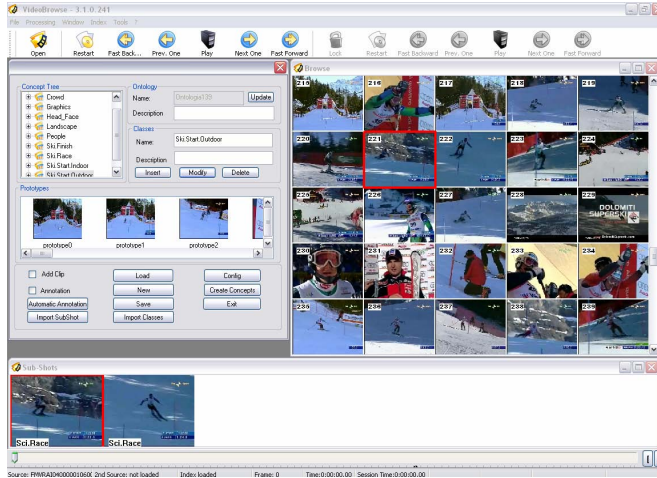 VideoBrowse - 3.1.0.241
File Processing Window Index Tools ?
Open Restart Fast Back... Prev. One Play Next One Fast Forward Lock Restart Fast Backward Prev. One Play Next One Fast Forward
Browse
Concept Tree
Crowd
Graphics
Head_Face
Landscape
People
Ski.Finish
Ski.Race
Ski.Start.Indoor
Ski.Start.Outdoor
Ontology
Name: Ontologia129 Update
Description
Classes
Name: Ski.Start.Outdoor
Description
Insert Modify Delete
Prototypes
prototype0 prototype1 prototype2
Add Clip Load Config
Annotation New Create Concepts
Automatic Annotation Save Exit
Import SubShot Import Classes
215 216 217 218 219
220 221 222 223 224
225 226 227 228 229
DOLOMITI
SUPERSKI
230 231 232 233 234
235 236 237 238 239
Sub-Shots
Sci.Race Sci.Race
2nd Source: not loaded Index loaded Frame: 0 Time:0:00:00.00 Session Time:0:00:00.00